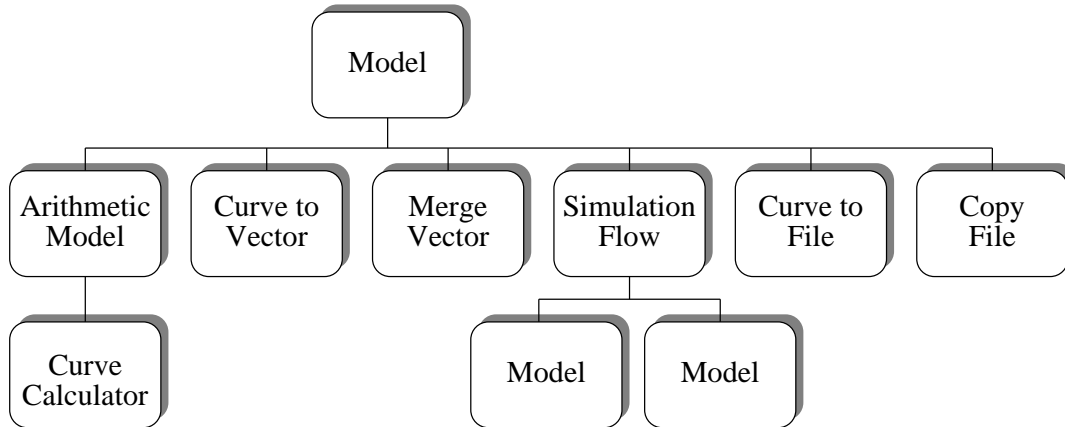 Model
Arithmetic
Model
Curve to
Vector
Merge
Vector
Simulation
Flow
Curve to
File
Copy
File
Curve
Calculator
Model
Model